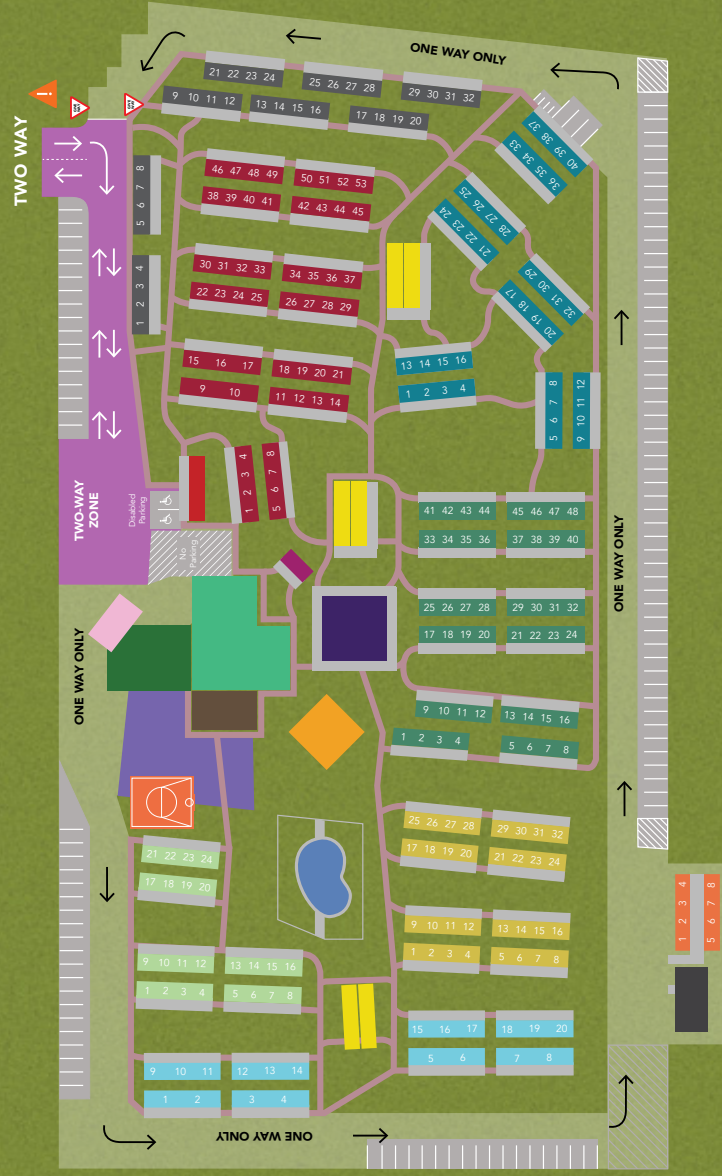 ONE WAY ONLY
21 22 23 24
25 26 27 28
29 30 31 32
9 10 11 12
13 14 15 16
17 18 19 20
TWO WAY
!
5 6 7 8
1 2 3 4
46 47 48 49
50 51 52 53
38 39 40 41
42 43 44 45
33 34 35 36
37 38 39 40
21 22 23 24
25 26 27 28
30 31 32 33
34 35 36 37
22 23 24 25
26 27 28 29
17 18 19 20
29 30 31 32
15 16 17
18 19 20 21
9 10
11 12 13 14
13 14 15 16
1 2 3 4
5 6 7 8
9 10 11 12
1 2 3 4
5 6 7 8
TWO-WAY
ZONE
Disabled
Parking
No
Parking
41 42 43 44
45 46 47 48
33 34 35 36
37 38 39 40
ONE WAY ONLY
25 26 27 28
29 30 31 32
17 18 19 20
21 22 23 24
ONE WAY ONLY
9 10 11 12
13 14 15 16
1 2 3 4
5 6 7 8
25 26 27 28
29 30 31 32
17 18 19 20
21 22 23 24
21 22 23 24
17 18 19 20
9 10 11 12
13 14 15 16
1 2 3 4
5 6 7 8
1 2 3 4
5 6 7 8
9 10 11 12
13 14 15 16
1 2 3 4
5 6 7 8
15 16 17
18 19 20
5 6
7 8
9 10 11
12 13 14
1 2
3 4
ONE WAY ONLY